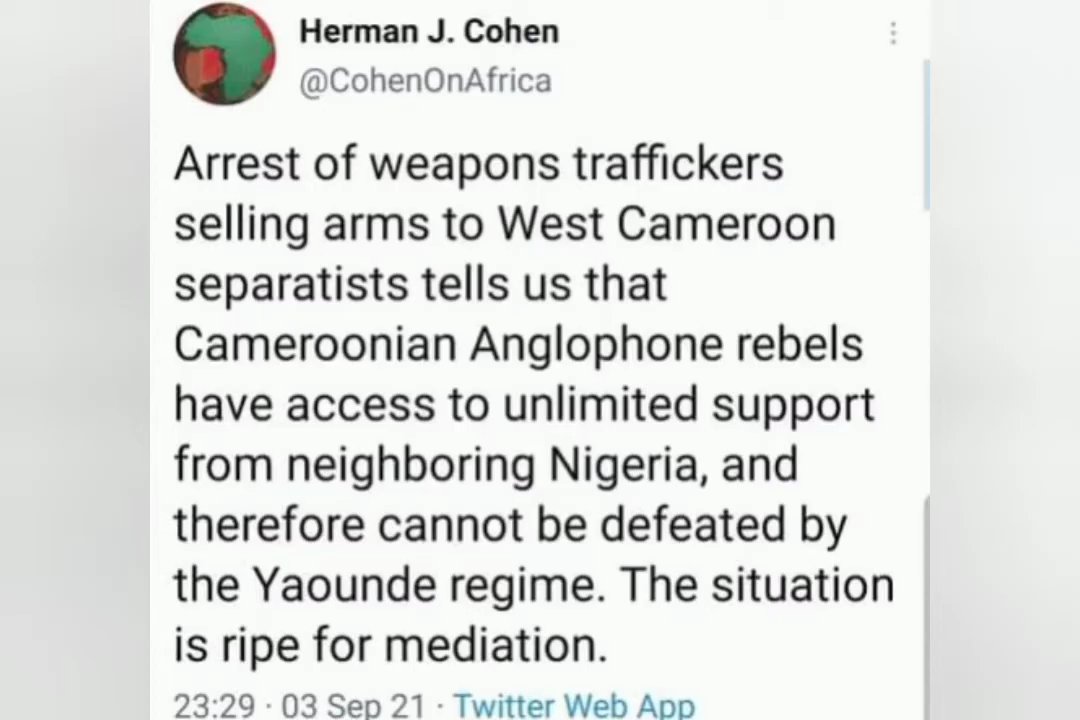 Herman J. Cohen
@CohenOnAfrica
Arrest of weapons traffickers
selling arms to West Cameroon
separatists tells us that
Cameroonian Anglophone rebels
have access to unlimited support
from neighboring Nigeria, and
therefore cannot be defeated by
the Yaounde regime. The situation
is ripe for mediation.
23:29 · 03 Sep 21 · Twitter Web App